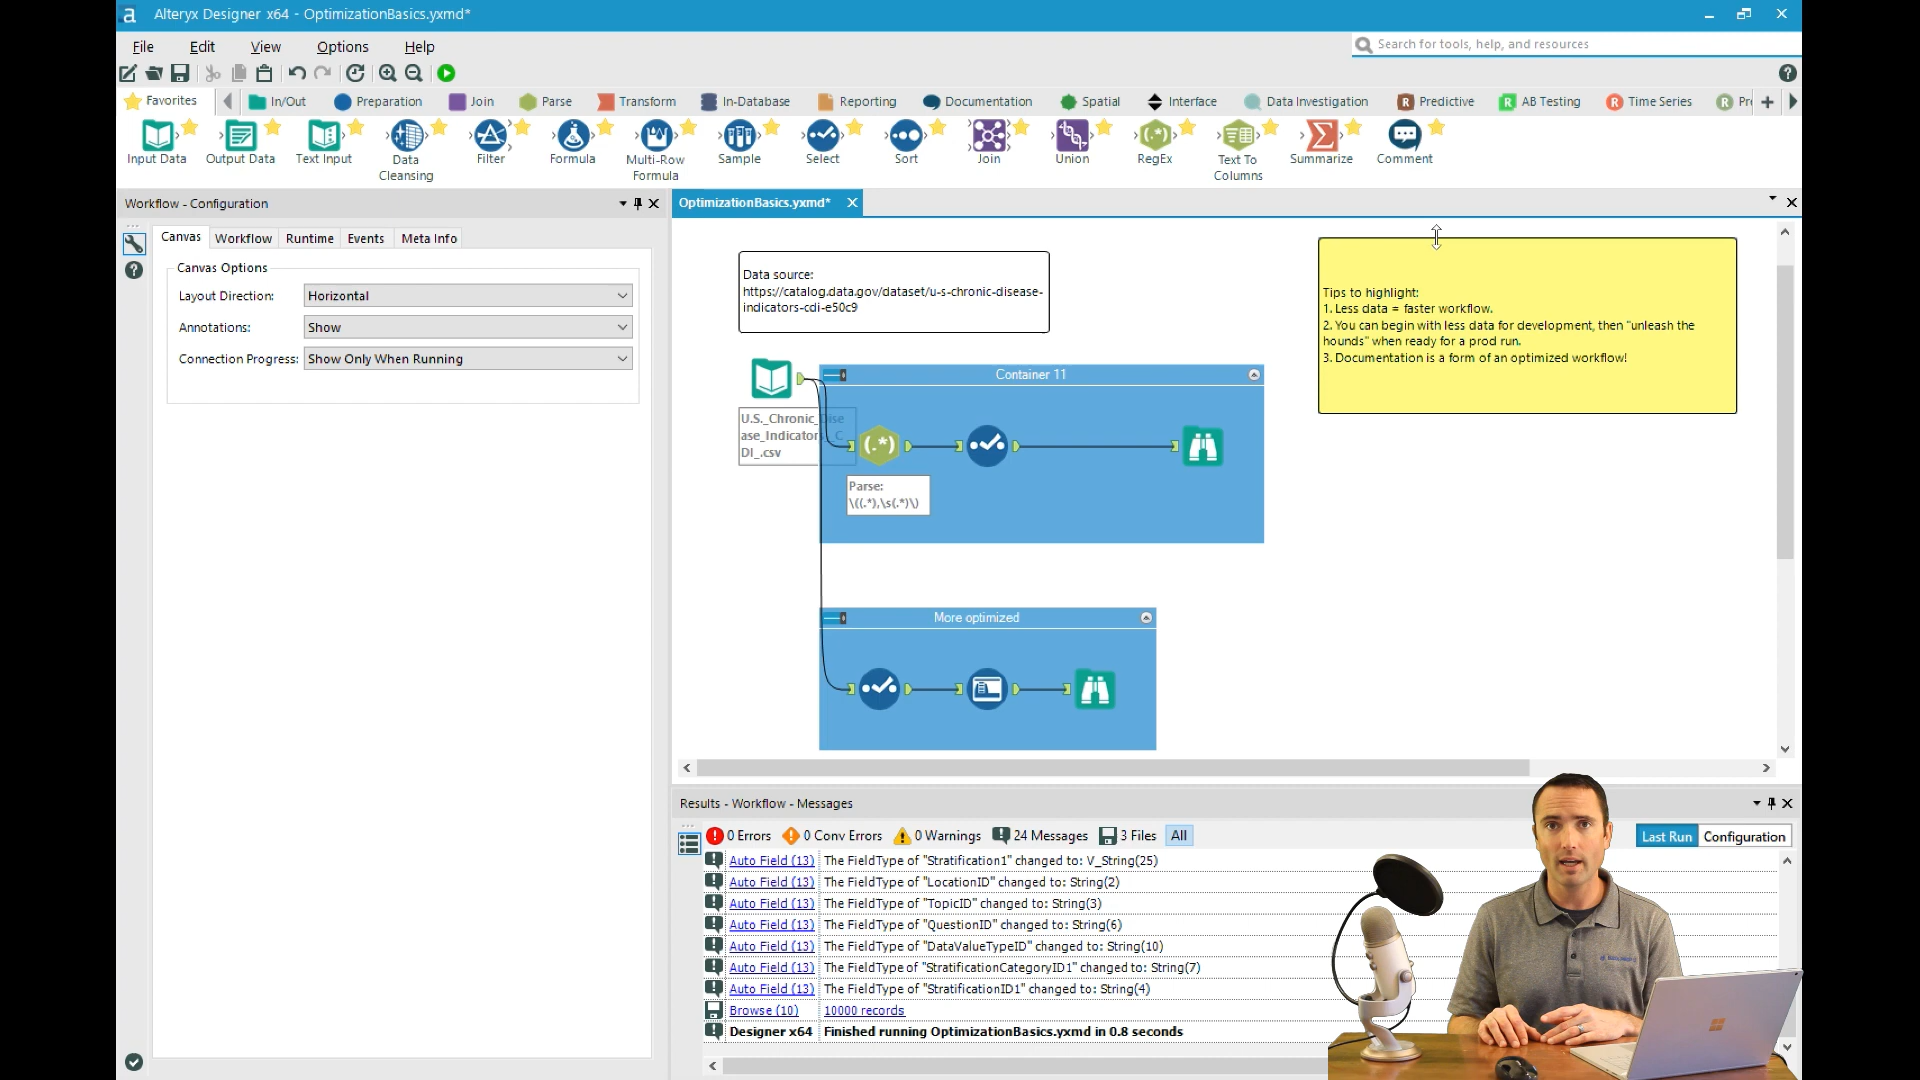 a Alteryx Designer x64 - OptimizationBasics.yxmd*
File Edit View Options Help
Search for tools, help, and resources
Favorites In/Out Preparation Join Parse Transform In-Database Reporting Documentation Spatial Interface Data Investigation Predictive AB Testing Time Series Pr
Input Data Output Data Text Input Data Cleansing Filter Formula Multi-Row Formula Sample Select Sort Join Union RegEx Text To Columns Summarize Comment
Workflow - Configuration
Canvas Workflow Runtime Events Meta Info
Canvas Options
Layout Direction: Horizontal
Annotations: Show
Connection Progress: Show Only When Running
OptimizationBasics.yxmd*
Data source:
https://catalog.data.gov/dataset/u-s-chronic-disease-
indicators-cdi-e50c9
Tips to highlight:
1. Less data = faster workflow.
2. You can begin with less data for development, then "unleash the
hounds" when ready for a prod run.
3. Documentation is a form of an optimized workflow!
Container 11
U.S._Chronic_Dise
ase_Indicators__C
DI_.csv
(.*)
Parse:
\((.*),\s(.*)\)
More optimized
Results - Workflow - Messages
0 Errors 0 Conv Errors 0 Warnings 24 Messages 3 Files All
Last Run Configuration
Auto Field (13) The FieldType of "Stratification1" changed to: V_String(25)
Auto Field (13) The FieldType of "LocationID" changed to: String(2)
Auto Field (13) The FieldType of "TopicID" changed to: String(3)
Auto Field (13) The FieldType of "QuestionID" changed to: String(6)
Auto Field (13) The FieldType of "DataValueTypeID" changed to: String(10)
Auto Field (13) The FieldType of "StratificationCategoryID1" changed to: String(7)
Auto Field (13) The FieldType of "StratificationID1" changed to: String(4)
Browse (10) 10000 records
Designer x64 Finished running OptimizationBasics.yxmd in 0.8 seconds